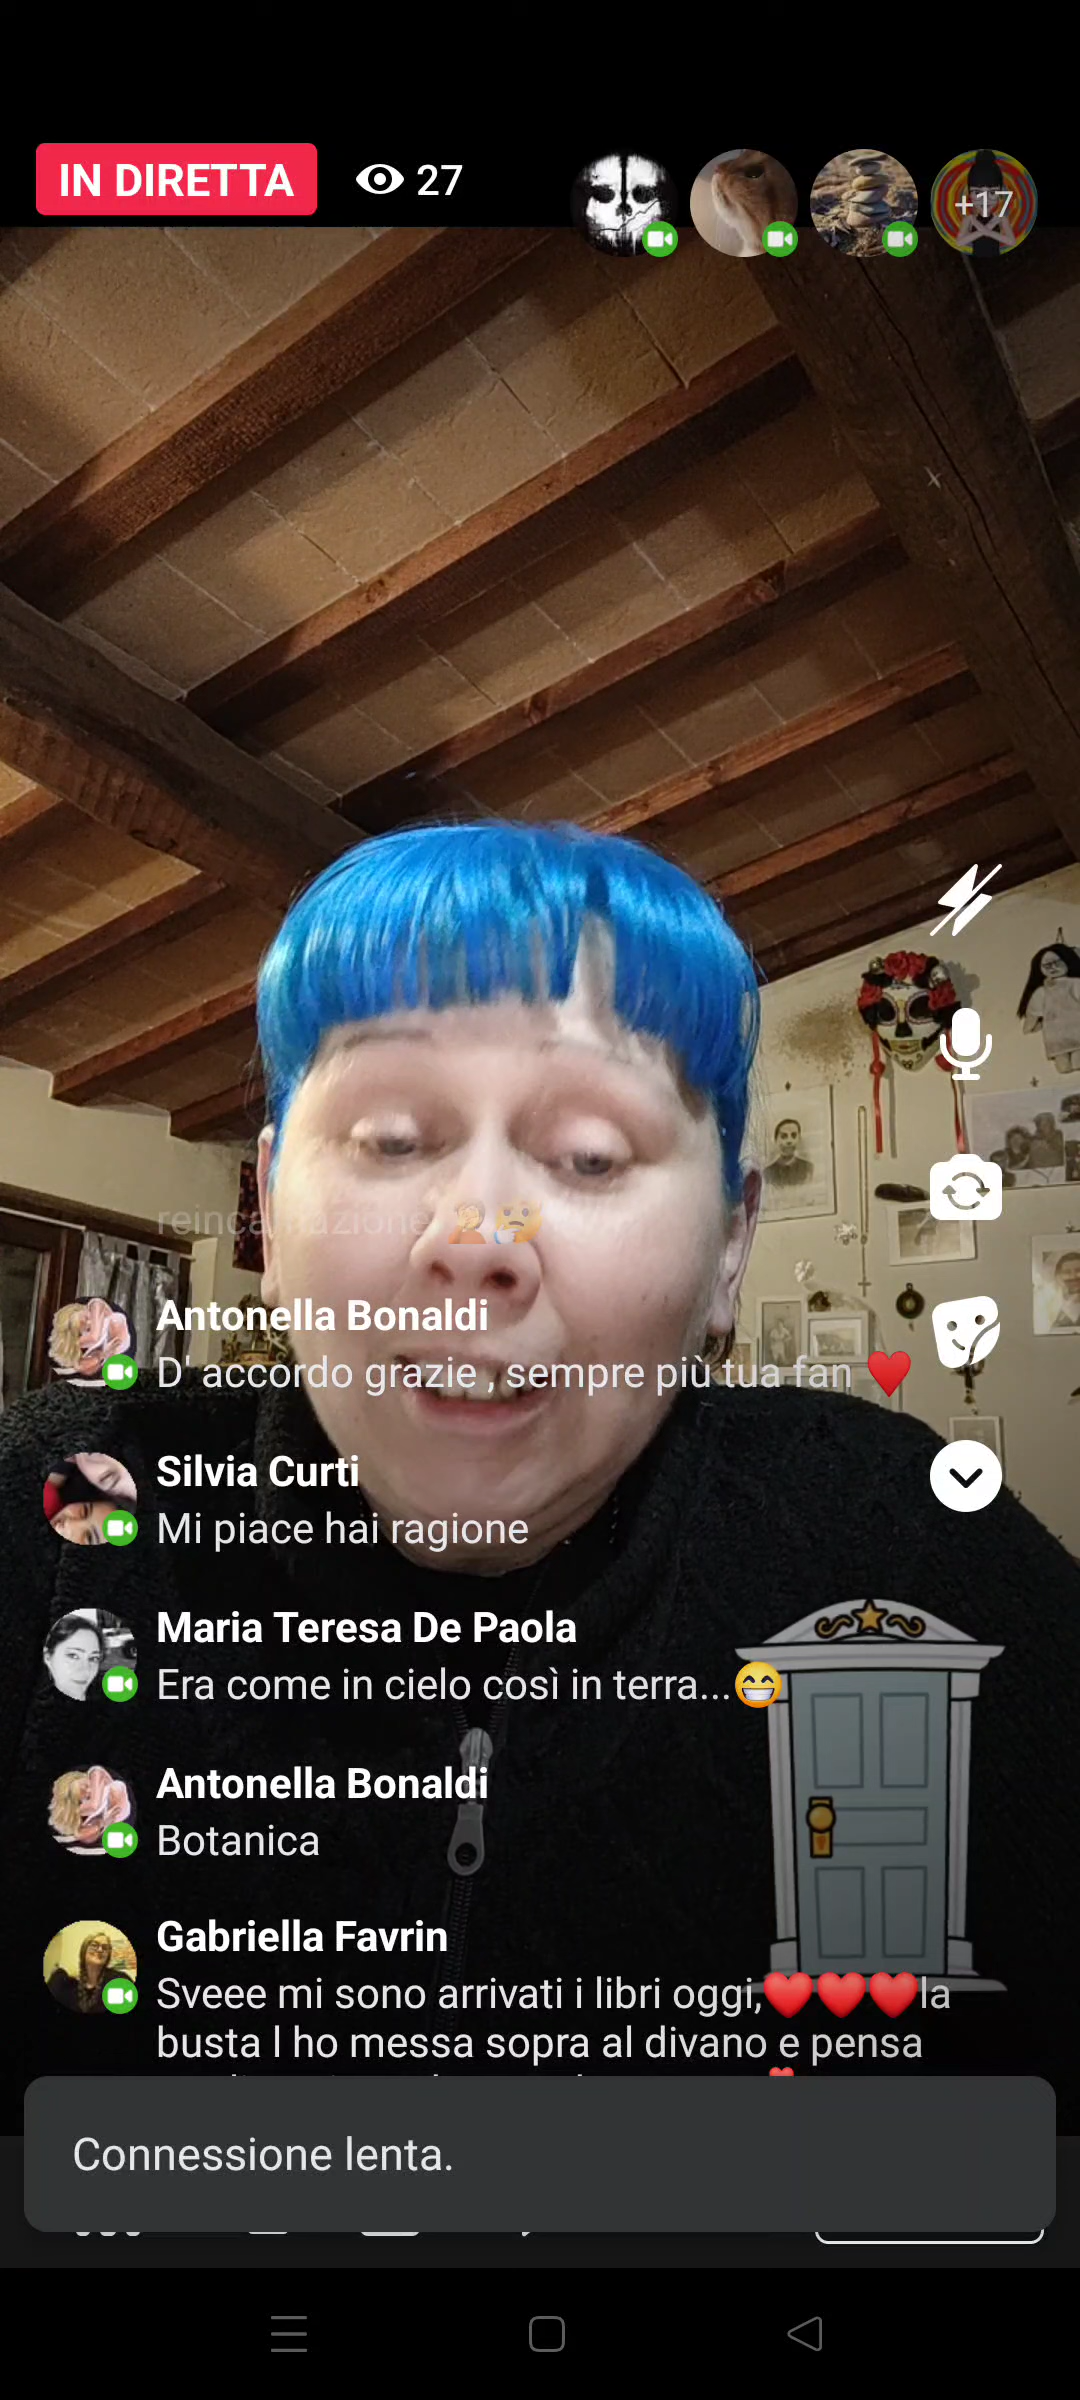 IN DIRETTA 27
+17
Antonella Bonaldi
D' accordo grazie , sempre più tua fan ❤️
Silvia Curti
Mi piace hai ragione
Maria Teresa De Paola
Era come in cielo così in terra...😁
Antonella Bonaldi
Botanica
Gabriella Favrin
Sveee mi sono arrivati i libri oggi,❤️❤️❤️la
busta l ho messa sopra al divano e pensa
Connessione lenta.